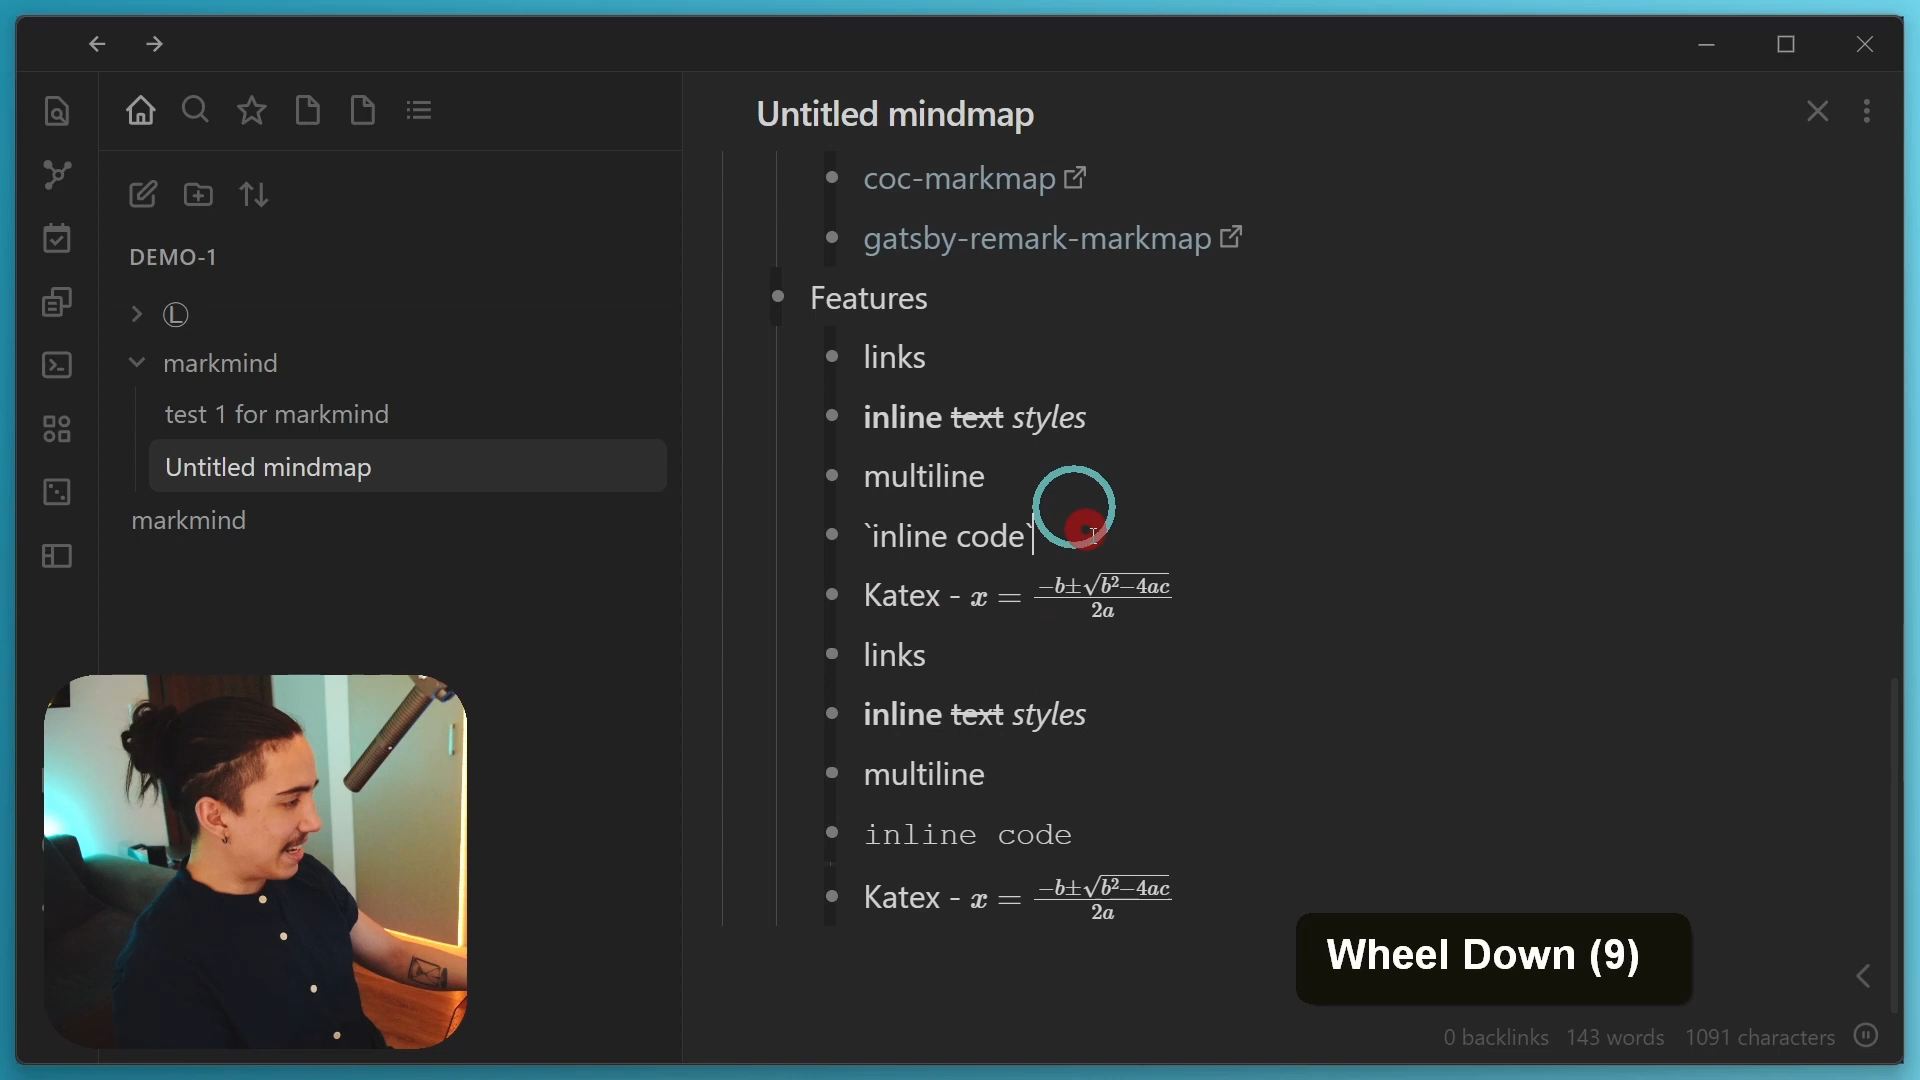 Untitled mindmap
DEMO-1
Ⓛ
markmind
test 1 for markmind
Untitled mindmap
markmind
coc-markmap
gatsby-remark-markmap
Features
links
inline text styles
multiline
`inline code`
Katex - x = −b±√b²−4ac / 2a
links
inline text styles
multiline
inline code
Katex - x = −b±√b²−4ac / 2a
Wheel Down (9)
0 backlinks 143 words 1091 characters